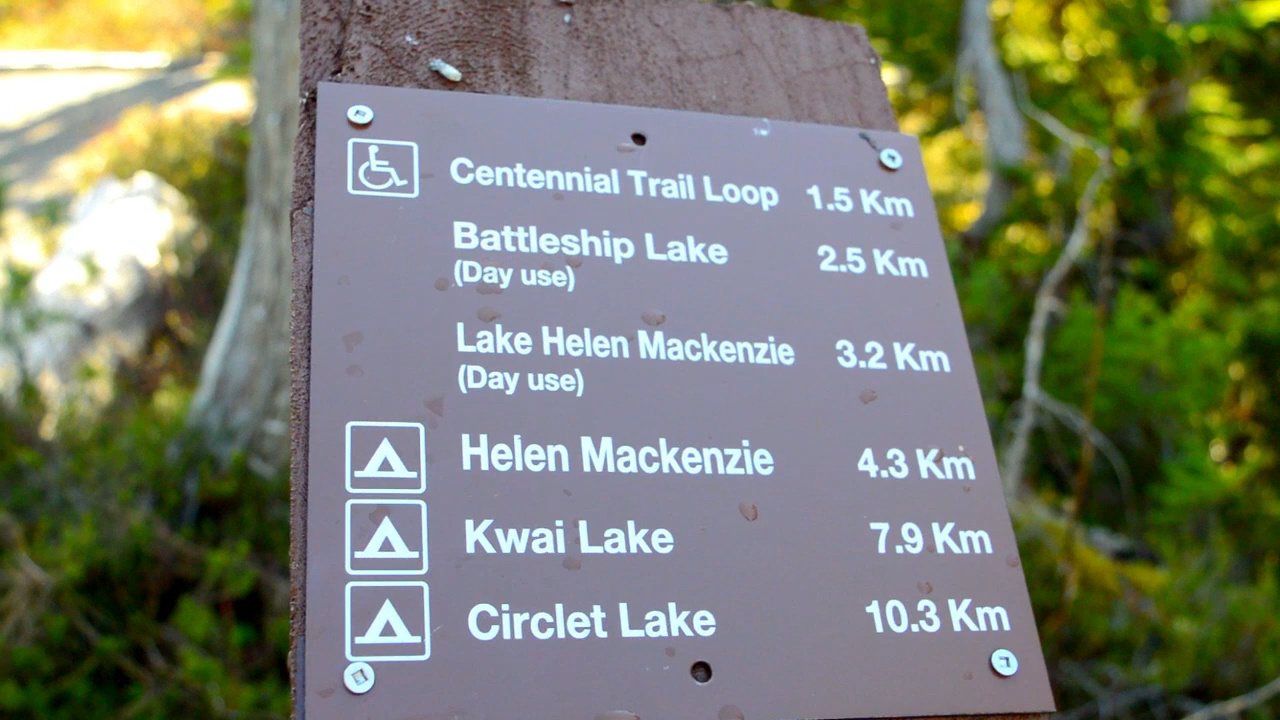 Centennial Trail Loop 1.5 Km
Battleship Lake 2.5 Km
(Day use)
Lake Helen Mackenzie 3.2 Km
(Day use)
Helen Mackenzie 4.3 Km
Kwai Lake 7.9 Km
Circlet Lake 10.3 Km